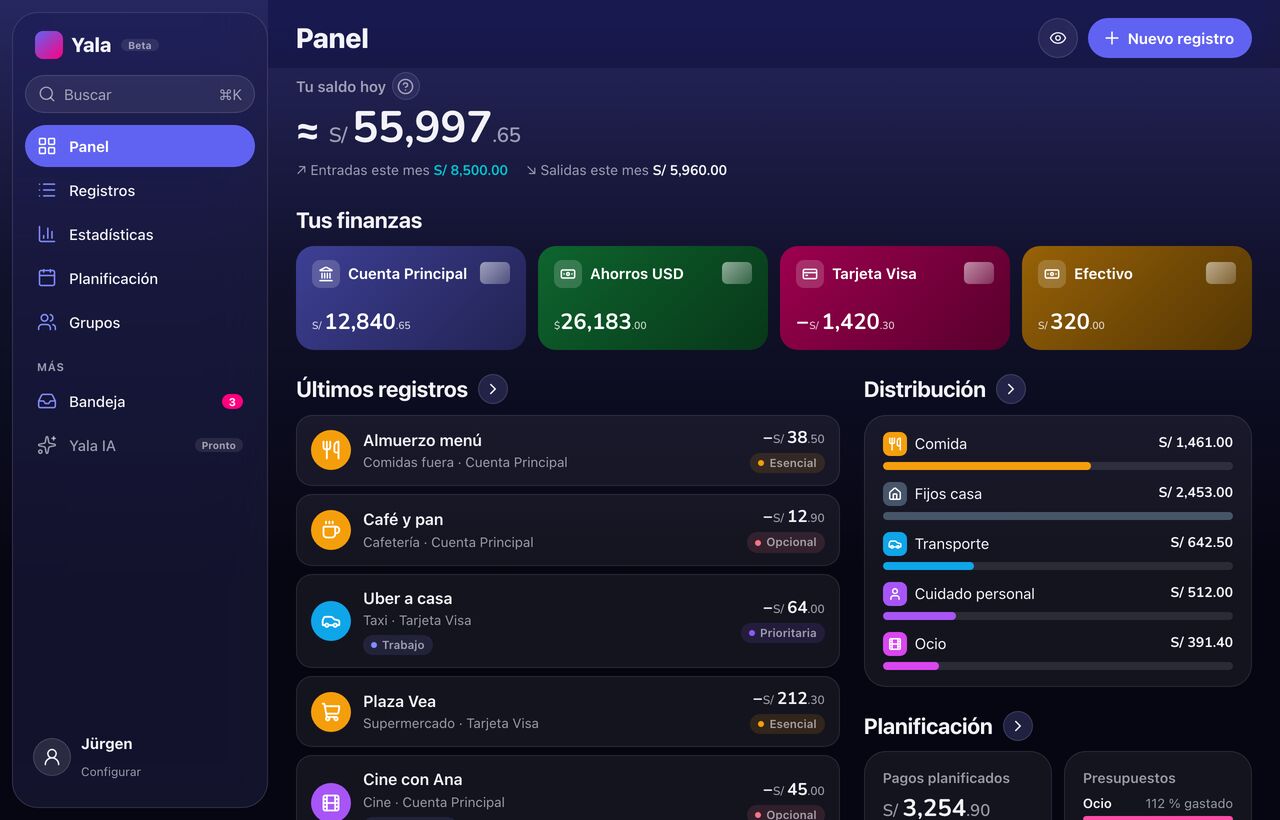 Yala Beta
Buscar ⌘K
Panel
Registros
Estadísticas
Planificación
Grupos
MÁS
Bandeja 3
Yala IA Pronto
Jürgen
Configurar
Panel
Nuevo registro
Tu saldo hoy ?
≈ S/ 55,997.65
Entradas este mes S/ 8,500.00 Salidas este mes S/ 5,960.00
Tus finanzas
Cuenta Principal
S/ 12,840.65
Ahorros USD
$26,183.00
Tarjeta Visa
−S/ 1,420.30
Efectivo
S/ 320.00
Últimos registros
Almuerzo menú −S/ 38.50
Comidas fuera · Cuenta Principal Esencial
Café y pan −S/ 12.90
Cafetería · Cuenta Principal Opcional
Uber a casa −S/ 64.00
Taxi · Tarjeta Visa Prioritaria
Trabajo
Plaza Vea −S/ 212.30
Supermercado · Tarjeta Visa Esencial
Cine con Ana −S/ 45.00
Cine · Cuenta Principal Opcional
Distribución
Comida S/ 1,461.00
Fijos casa S/ 2,453.00
Transporte S/ 642.50
Cuidado personal S/ 512.00
Ocio S/ 391.40
Planificación
Pagos planificados
S/ 3,254.90
Presupuestos
Ocio 112 % gastado